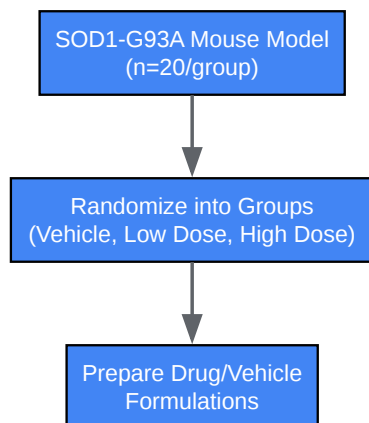 SOD1-G93A Mouse Model
(n=20/group)
Randomize into Groups
(Vehicle, Low Dose, High Dose)
Prepare Drug/Vehicle
Formulations